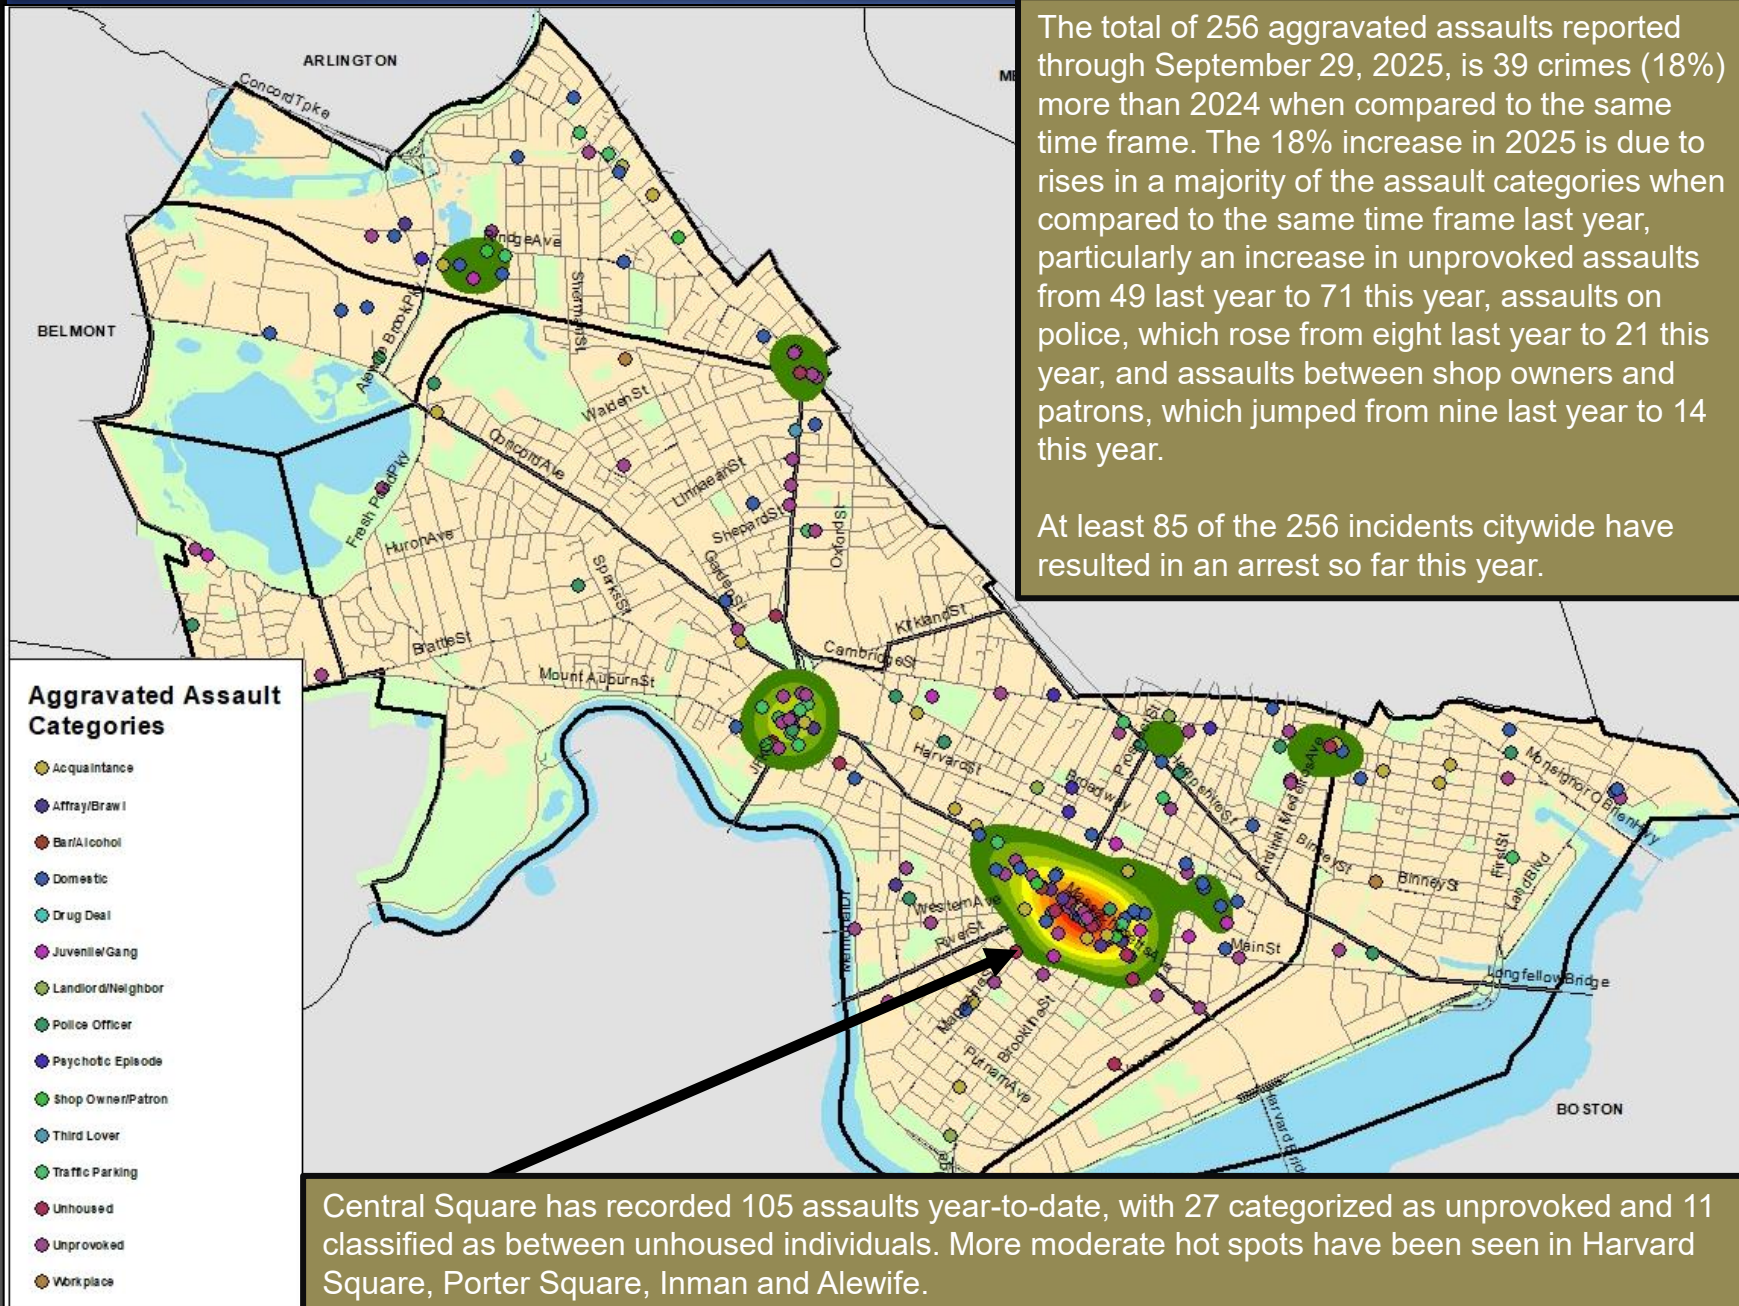 The total of 256 aggravated assaults reported
through September 29, 2025, is 39 crimes (18%)
more than 2024 when compared to the same
time frame. The 18% increase in 2025 is due to
rises in a majority of the assault categories when
compared to the same time frame last year,
particularly an increase in unprovoked assaults
from 49 last year to 71 this year, assaults on
police, which rose from eight last year to 21 this
year, and assaults between shop owners and
patrons, which jumped from nine last year to 14
this year.
At least 85 of the 256 incidents citywide have
resulted in an arrest so far this year.
ARLINGTON
Concord Tpke
BELMONT
Sherman St
Walden St
Concord Ave
Linnaean St
Shepard St
Oxford St
Garden St
Fresh Pond Pky
Huron Ave
Sparks St
Brattle St
Mount Auburn St
Kirkland St
Cambridge St
Harvard St
Broadway
Hampshire St
Monsignor O Brien Hwy
Binney St
Binney St
First St
Land Blvd
Western Ave
River St
Main St
Longfellow Bridge
Brookline St
Putnam Ave
BOSTON
Aggravated Assault
Categories
Acquaintance
Affray/Brawl
Bar/Alcohol
Domestic
Drug Deal
Juvenile/Gang
Landlord/Neighbor
Police Officer
Psychotic Episode
Shop Owner/Patron
Third Lover
Traffic Parking
Unhoused
Unprovoked
Workplace
Central Square has recorded 105 assaults year-to-date, with 27 categorized as unprovoked and 11
classified as between unhoused individuals. More moderate hot spots have been seen in Harvard
Square, Porter Square, Inman and Alewife.